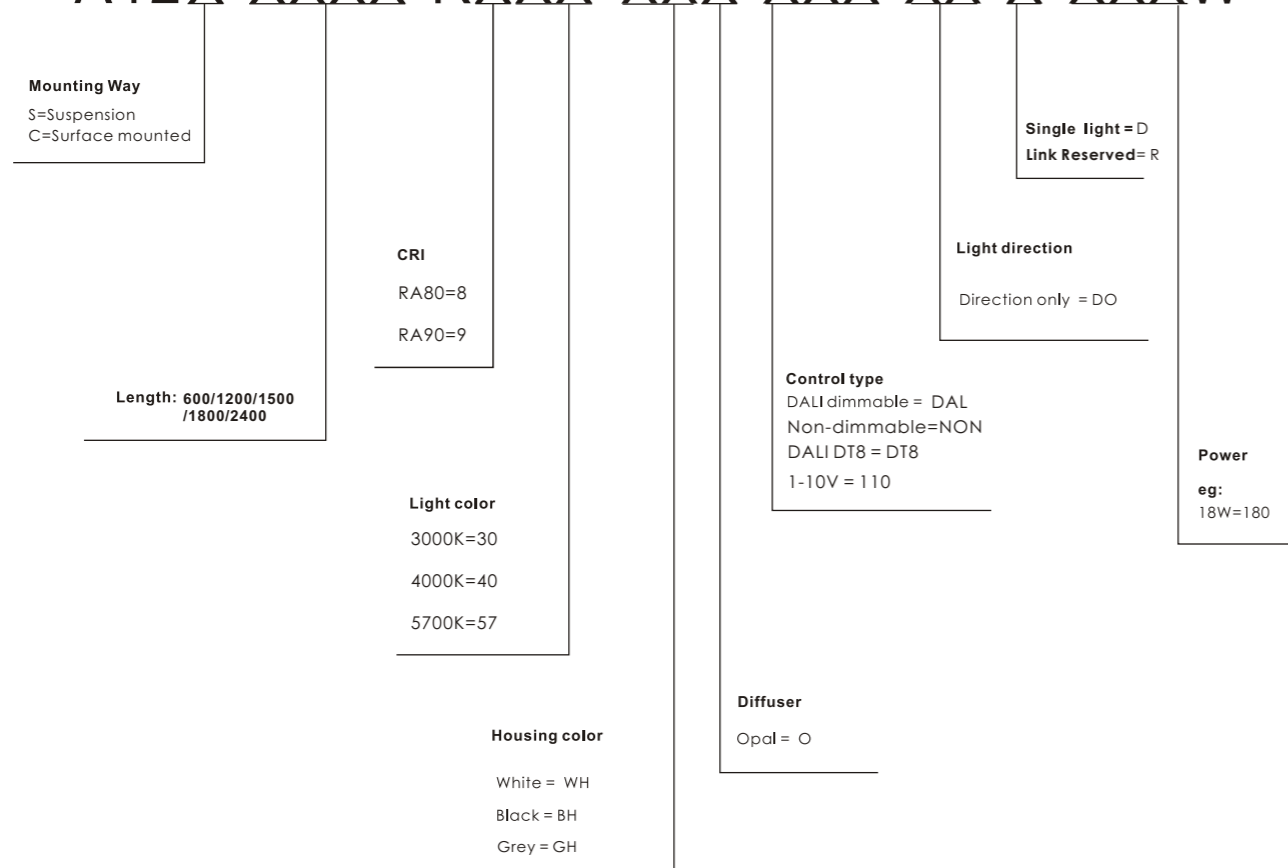 Mounting Way
S=Suspension
C=Surface mounted
Single light = D
Link Reserved= R
CRI
RA80=8
RA90=9
Light direction
Direction only = DO
Length: 600/1200/1500
/1800/2400
Control type
DALI dimmable = DAL
Non-dimmable=NON
DALI DT8 = DT8
1-10V = 110
Power
eg:
18W=180
Light color
3000K=30
4000K=40
5700K=57
Diffuser
Opal = O
Housing color
White = WH
Black = BH
Grey = GH